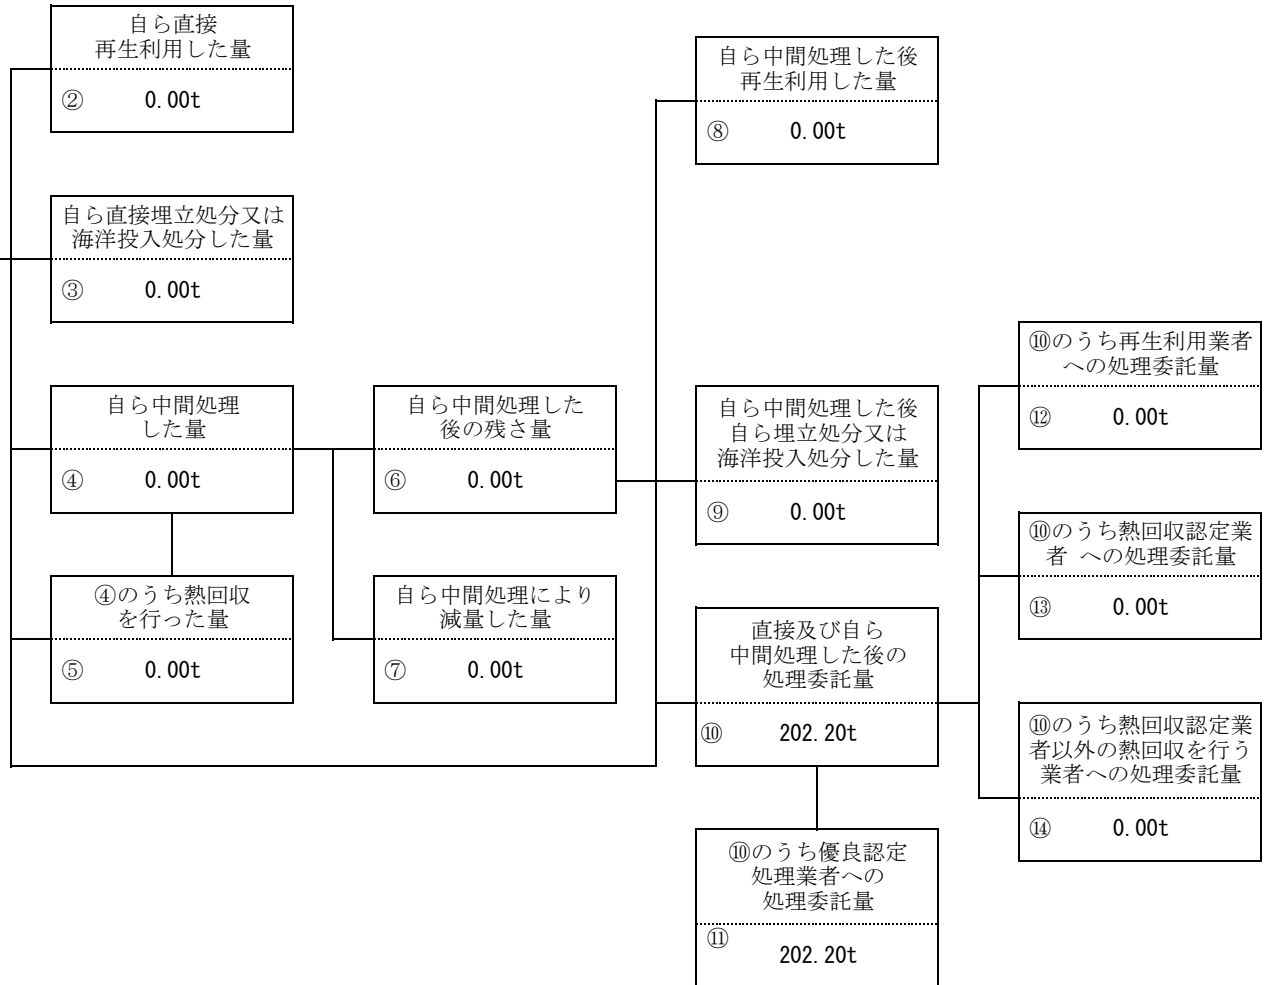 自ら直接
再生利用した量
② 0.00t
自ら直接埋立処分又は
海洋投入処分した量
③ 0.00t
自ら中間処理
した量
④ 0.00t
④のうち熱回収
を行った量
⑤ 0.00t
自ら中間処理した
後の残さ量
⑥ 0.00t
自ら中間処理により
減量した量
⑦ 0.00t
自ら中間処理した後
再生利用した量
⑧ 0.00t
自ら中間処理した後
自ら埋立処分又は
海洋投入処分した量
⑨ 0.00t
直接及び自ら
中間処理した後の
処理委託量
⑩ 202.20t
⑩のうち優良認定
処理業者への
処理委託量
⑪ 202.20t
⑩のうち再生利用業者
への処理委託量
⑫ 0.00t
⑩のうち熱回収認定業
者 への処理委託量
⑬ 0.00t
⑩のうち熱回収認定業
者以外の熱回収を行う
業者への処理委託量
⑭ 0.00t